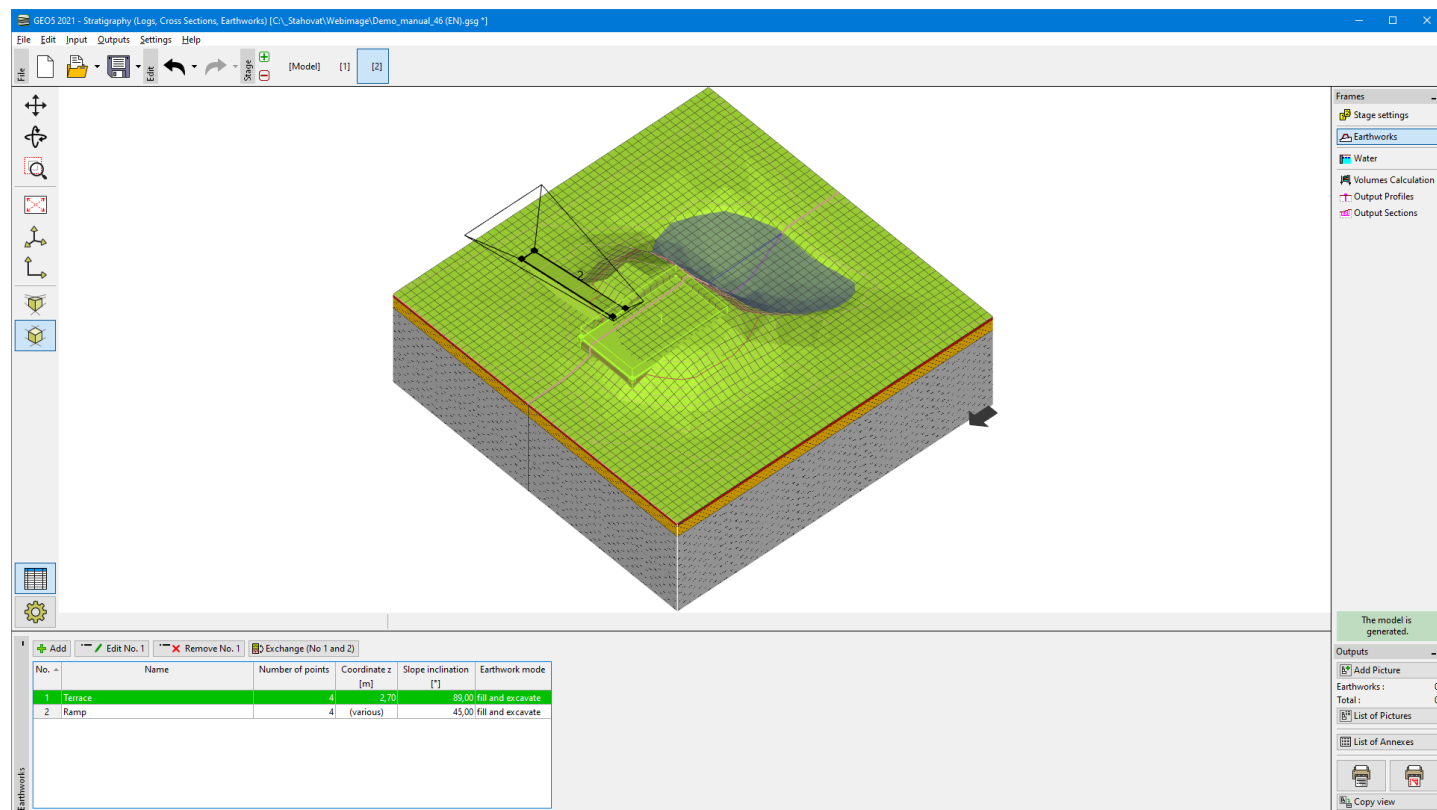 GEO5 2021 - Stratigraphy (Logs, Cross Sections, Earthworks) [C:\_Stahovat\Webimage\Demo_manual_46 (EN).gsg *]
File Edit Input Outputs Settings Help
File
Edit
Stage
[Model] [1] [2]
Frames
Stage settings
Earthworks
Water
Volumes Calculation
Output Profiles
Output Sections
2
1
The model is
generated.
Outputs
Add Picture
Earthworks :
Total :
List of Pictures
List of Annexes
Copy view
Add Edit No. 1 Remove No. 1 Exchange (No 1 and 2)
No. Name Number of points Coordinate z Slope inclination Earthwork mode
[m] [°]
1 Terrace 4 2,70 89,00 fill and excavate
2 Ramp 4 (various) 45,00 fill and excavate
Earthworks